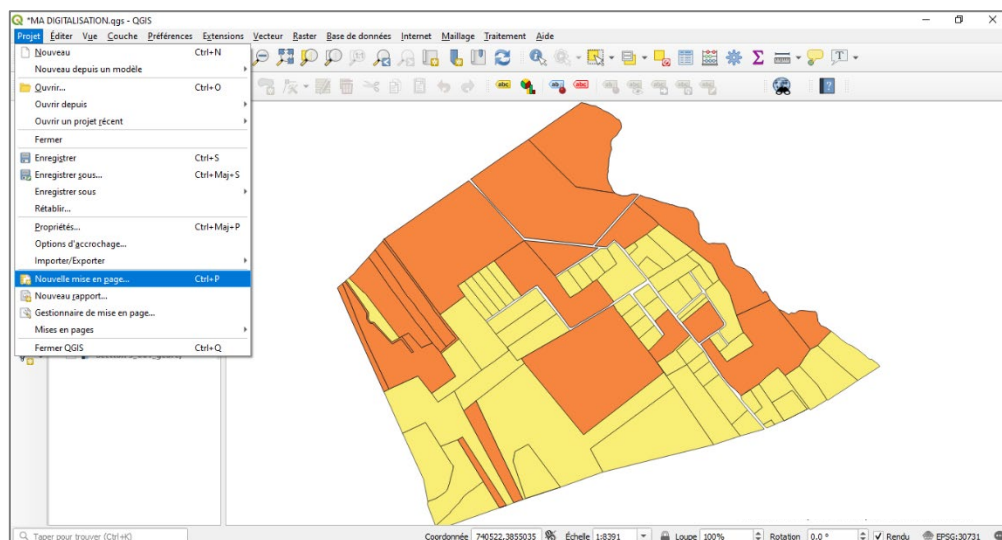 *MA DIGITALISATION.qgs - QGIS
Projet Éditer Vue Couche Préférences Extensions Vecteur Raster Base de données Internet Maillage Traitement Aide
Nouveau Ctrl+N
Nouveau depuis un modèle
Ouvrir... Ctrl+O
Ouvrir depuis
Ouvrir un projet récent
Fermer
Enregistrer Ctrl+S
Enregistrer sous... Ctrl+Maj+S
Enregistrer sous
Rétablir...
Propriétés... Ctrl+Maj+P
Options d'accrochage...
Importer/Exporter
Nouvelle mise en page... Ctrl+P
Nouveau rapport...
Gestionnaire de mise en page...
Mises en pages
Fermer QGIS Ctrl+Q
abc abc abc
Taper pour trouver (Ctrl+K) Coordonnée 740522,3855035 Échelle 1:8391 Loupe 100% Rotation 0.0 ° Rendu EPSG:30731